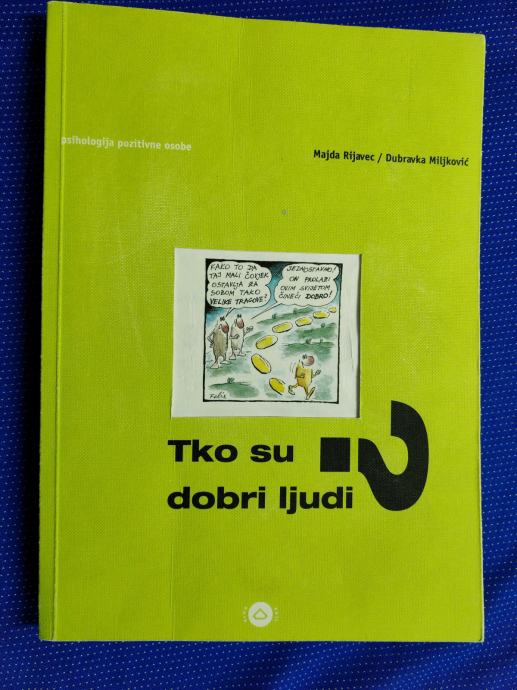 psihologija pozitivne osobe
Majda Rijavec / Dubravka Miljković
KAKO TO DA
TAJ MALI ČOVJEK
OSTAVLJA ZA
SOBOM TAKO
VELIKE TRAGOVE?
JEDNOSTAVNO!
ON PROLAZI
OVIM SVIJETOM
ČINEĆI DOBRO!
Felix
Tko su
dobri ljudi
?